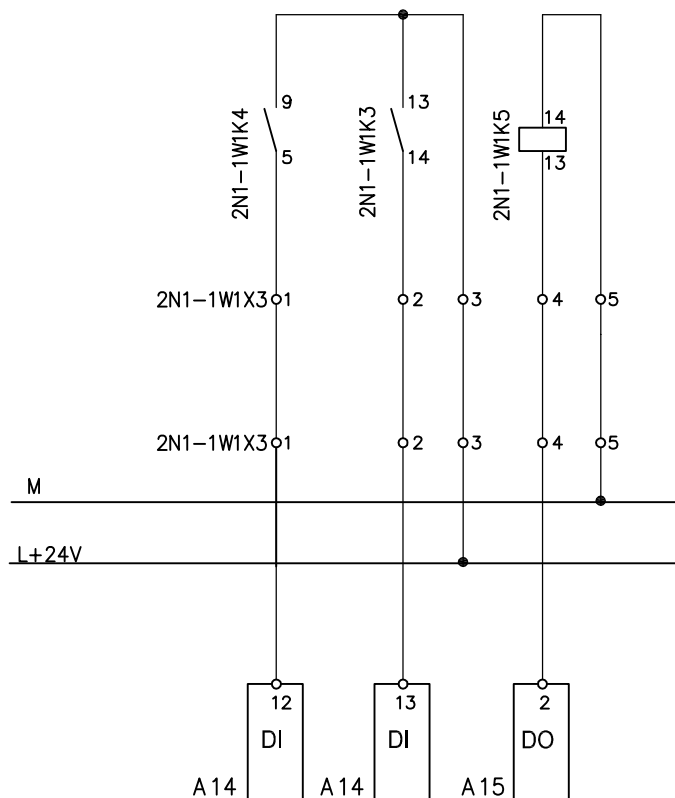 2N1-1W1K4 9 5
2N1-1W1K3 13 14
2N1-1W1K5 14 13
2N1-1W1X3 1 2 3 4 5
2N1-1W1X3 1 2 3 4 5
M
L+24V
12 13 2
DI DI DO
A14 A14 A15